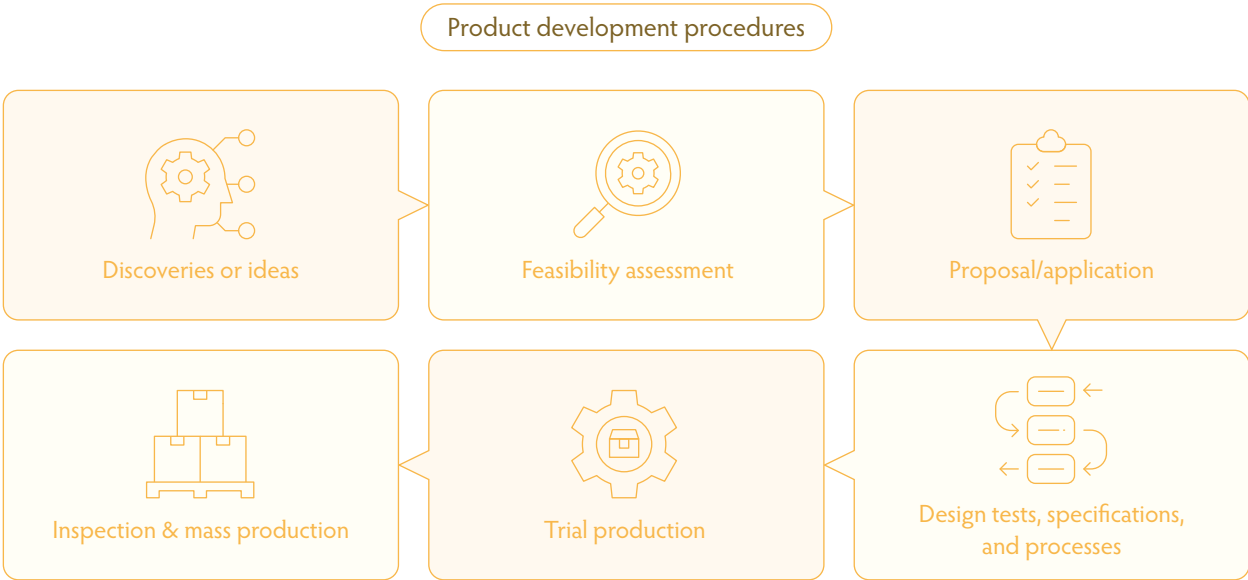 Product development procedures
Discoveries or ideas
Feasibility assessment
Proposal/application
Design tests, specifications,
and processes
Trial production
Inspection & mass production